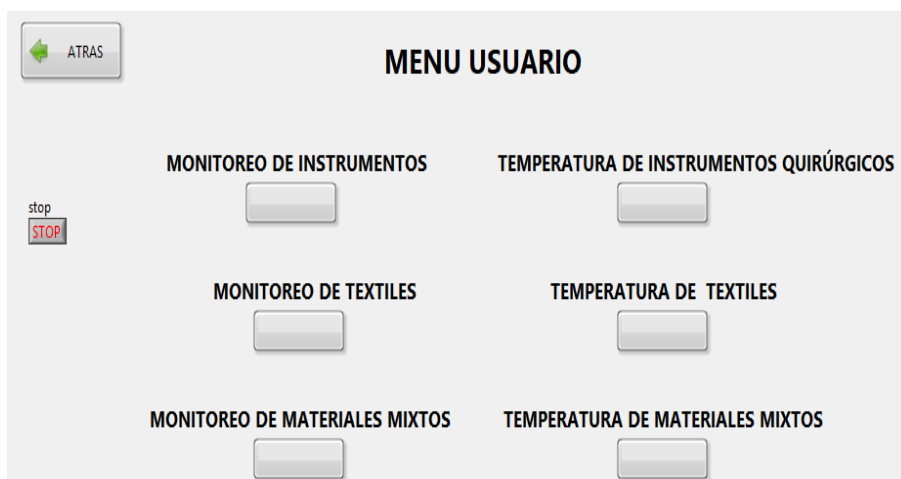 ATRAS
MENU USUARIO
MONITOREO DE INSTRUMENTOS
TEMPERATURA DE INSTRUMENTOS QUIRÚRGICOS
stop
STOP
MONITOREO DE TEXTILES
TEMPERATURA DE TEXTILES
MONITOREO DE MATERIALES MIXTOS
TEMPERATURA DE MATERIALES MIXTOS